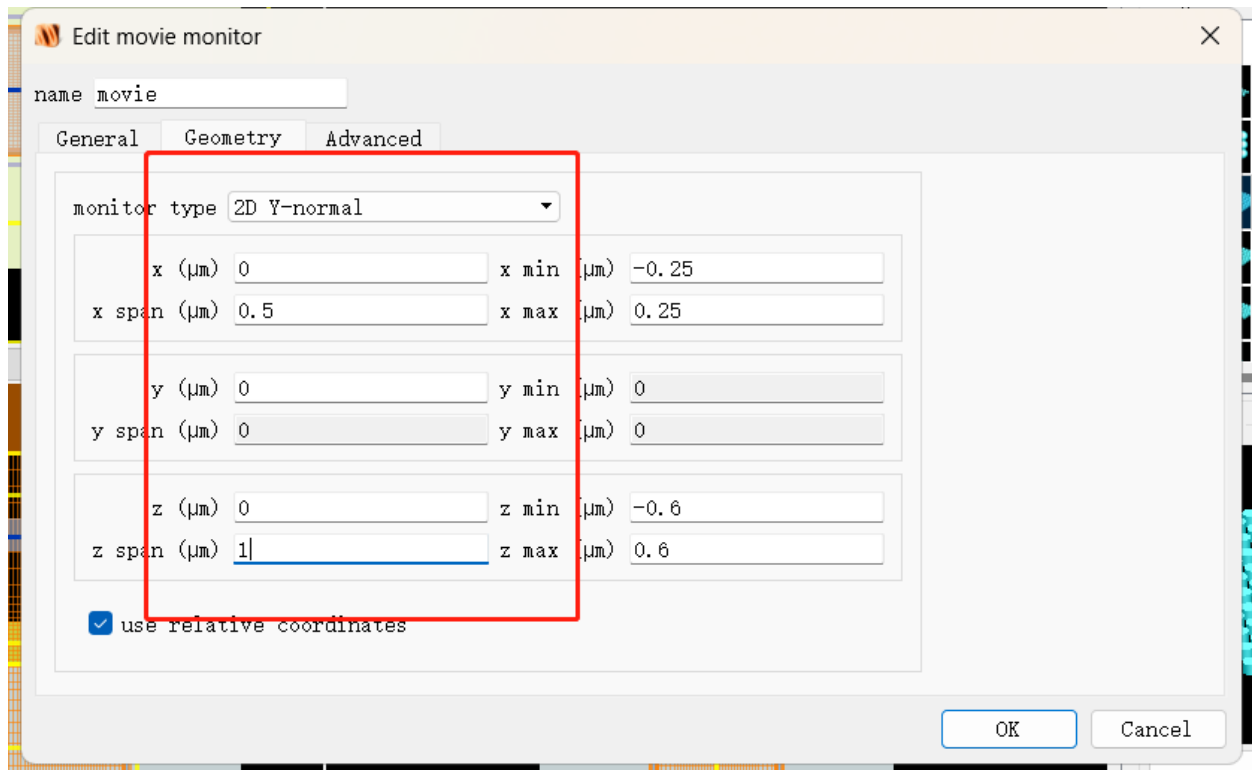 Edit movie monitor
name movie
General Geometry Advanced
monitor type 2D Y-normal
x (μm) 0 x min (μm) -0.25
x span (μm) 0.5 x max (μm) 0.25
y (μm) 0 y min (μm) 0
y span (μm) 0 y max (μm) 0
z (μm) 0 z min (μm) -0.6
z span (μm) 1 z max (μm) 0.6
use relative coordinates
OK Cancel